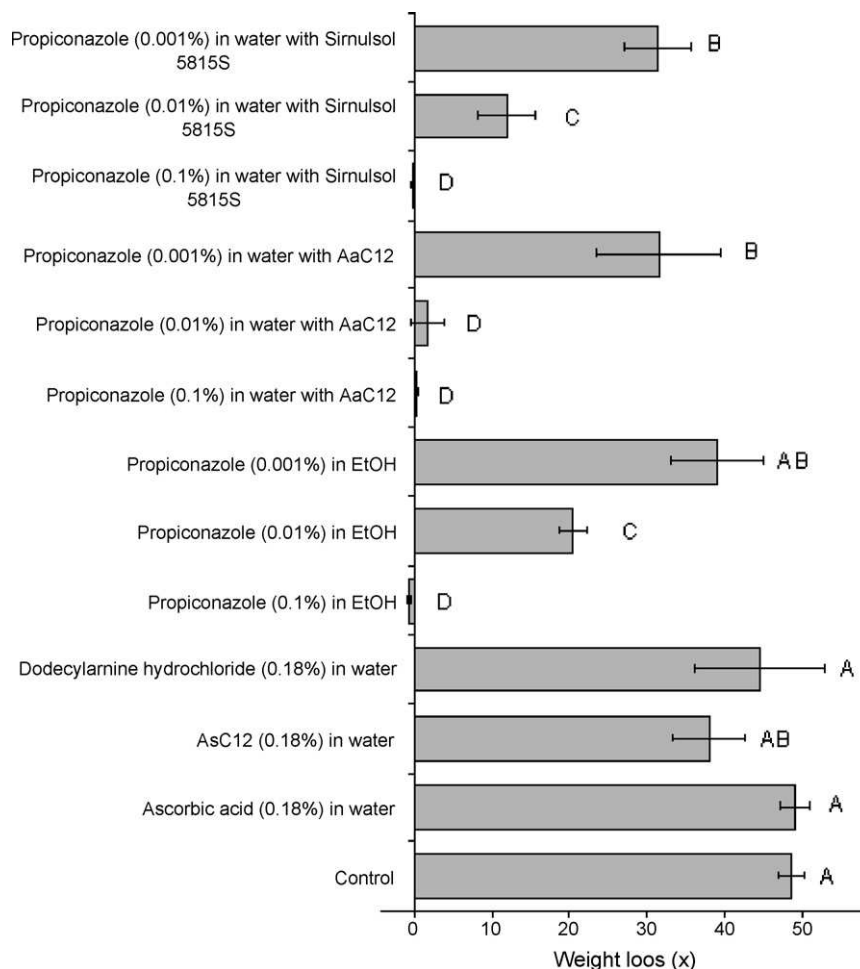 Propiconazole (0.001%) in water with Sirnulsol
5815S
B
Propiconazole (0.01%) in water with Sirnulsol
5815S
C
Propiconazole (0.1%) in water with Sirnulsol
5815S
D
Propiconazole (0.001%) in water with AaC12
B
Propiconazole (0.01%) in water with AaC12
D
Propiconazole (0.1%) in water with AaC12
D
Propiconazole (0.001%) in EtOH
AB
Propiconazole (0.01%) in EtOH
C
Propiconazole (0.1%) in EtOH
D
Dodecylarnine hydrochloride (0.18%) in water
A
AsC12 (0.18%) in water
AB
Ascorbic acid (0.18%) in water
A
Control
A
0 10 20 30 40 50
Weight loos (x)